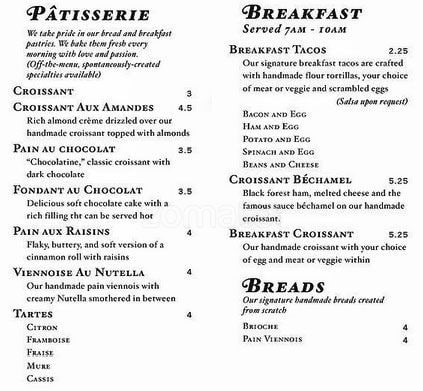 PÂTISSERIE
We take pride in our bread and breakfast
pastries. We bake them fresh every
morning with love and passion.
(Off-the-menu, spontaneously-created
specialties available)
CROISSANT 3
CROISSANT AUX AMANDES 4.5
Rich almond crème drizzled over our
handmade croissant topped with almonds
PAIN AU CHOCOLAT 3.5
"Chocolatine," classic croissant with
dark chocolate
FONDANT AU CHOCOLAT 3.5
Delicious soft chocolate cake with a
rich filling tht can be served hot
PAIN AUX RAISINS 4
Flaky, buttery, and soft version of a
cinnamon roll with raisins
VIENNOISE AU NUTELLA 4
Our handmade pain viennois with
creamy Nutella smothered in between
TARTES 4
CITRON
FRAMBOISE
FRAISE
MURE
CASSIS
BREAKFAST
Served 7AM - 10AM
BREAKFAST TACOS 2.25
Our signature breakfast tacos are crafted
with handmade flour tortillas, your choice
of meat or veggie and scrambled eggs
(Salsa upon request)
BACON AND EGG
HAM AND EGG
POTATO AND EGG
SPINACH AND EGG
BEANS AND CHEESE
CROISSANT BÉCHAMEL 5.25
Black forest ham, melted cheese and the
famous sauce béchamel on our handmade
croissant.
BREAKFAST CROISSANT 5.25
Our handmade croissant with your choice
of egg and meat or veggie within
BREADS
Our signature handmade breads created
from scratch
BRIOCHE 4
PAIN VIENNOIS 4